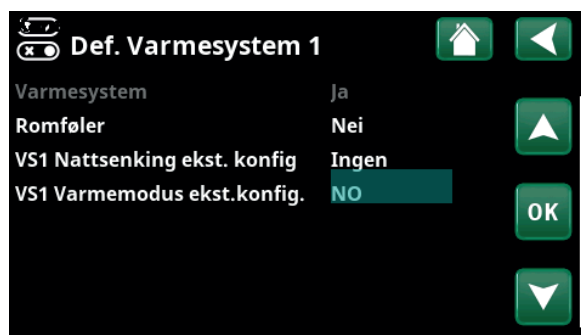 Def. Varmesystem 1
Varmesystem Ja
Romføler Nei
VS1 Nattsenking ekst. konfig Ingen
VS1 Varmemodus ekst.konfig. NO
OK